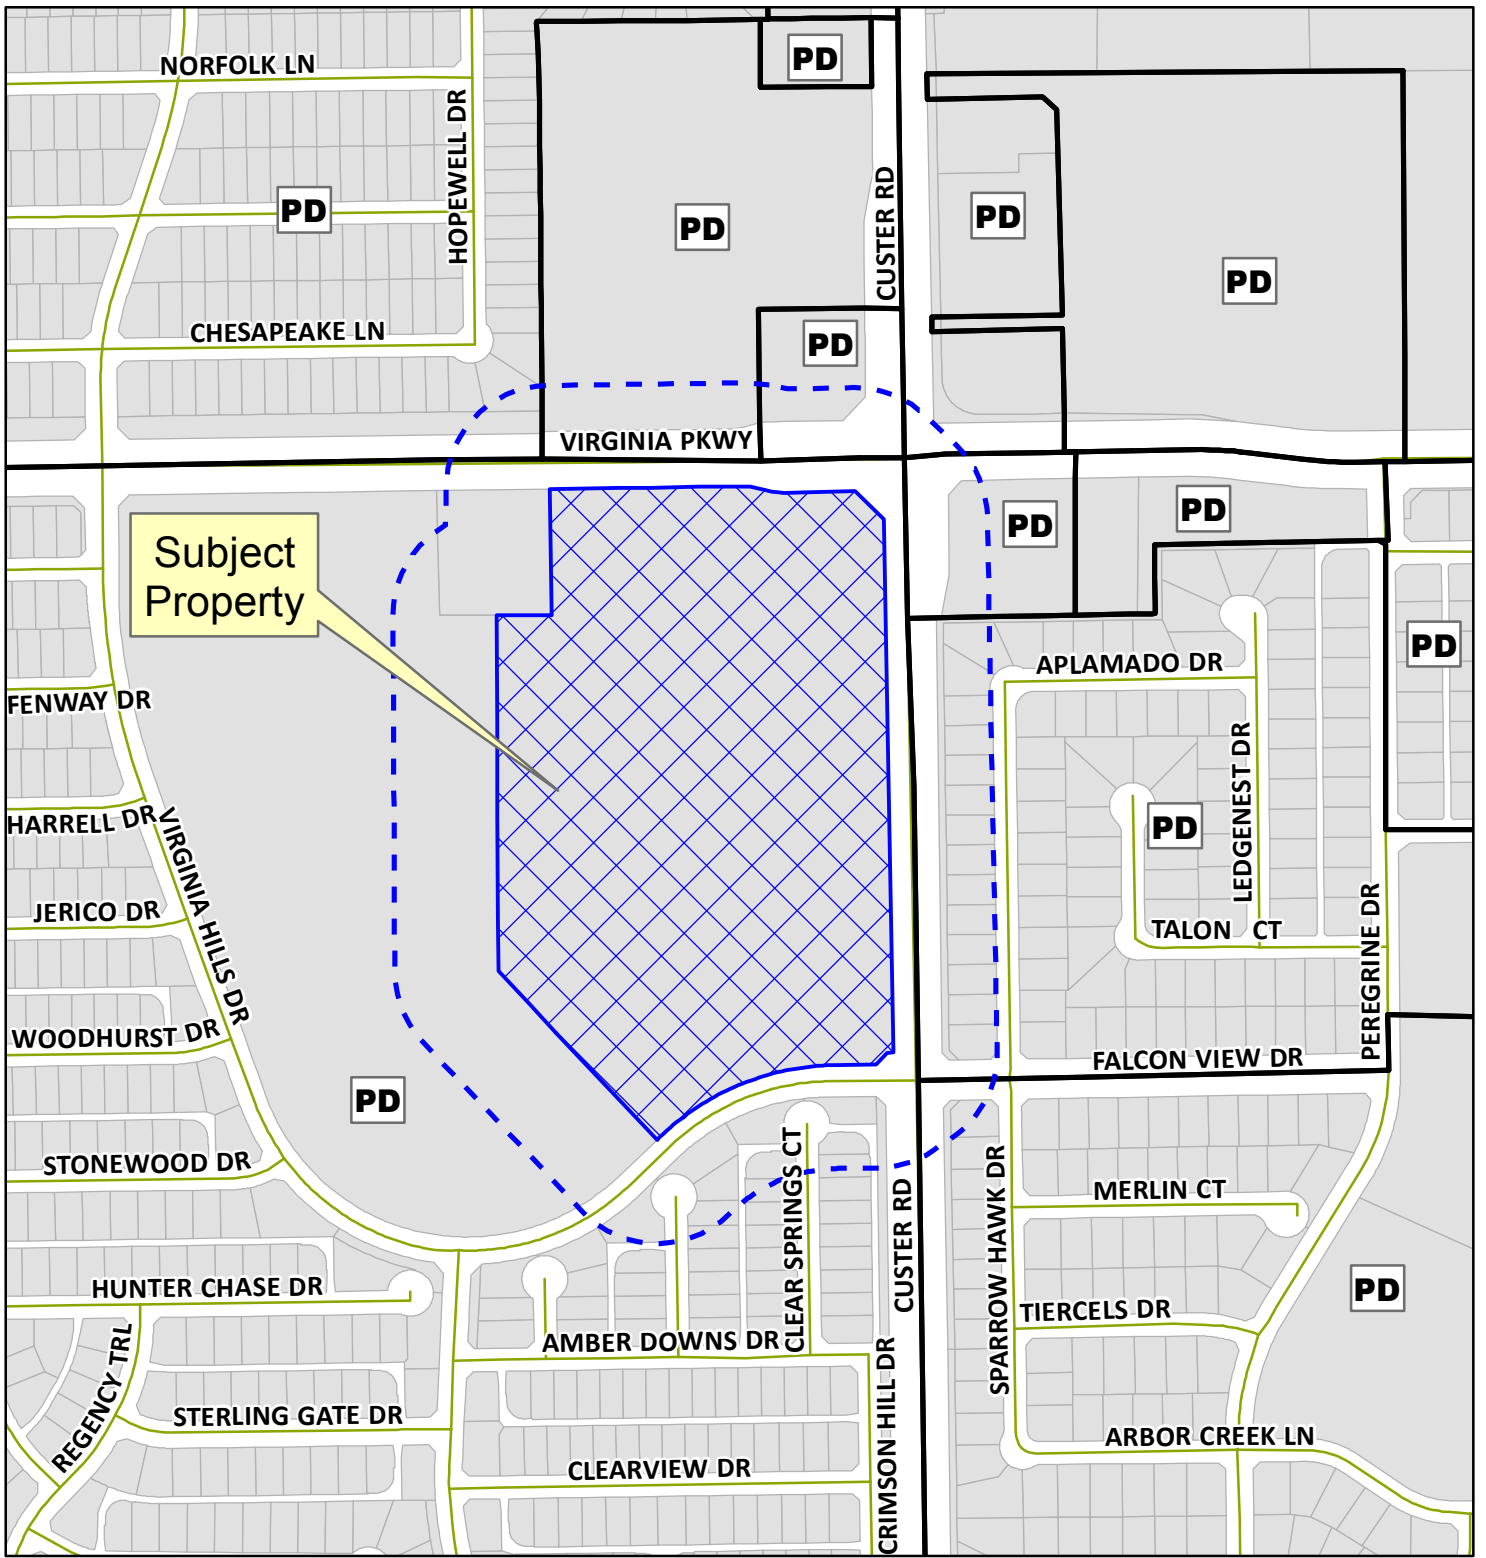 NORFOLK LN
PD
HOPEWELL DR
PD
PD
CUSTER RD
PD
PD
CHESAPEAKE LN
PD
VIRGINIA PKWY
PD
PD
Subject
Property
PD
APLAMADO DR
FENWAY DR
LEDGENEST DR
HARRELL DR
PD
VIRGINIA HILLS DR
JERICO DR
TALON CT
PEREGRINE DR
WOODHURST DR
FALCON VIEW DR
PD
STONEWOOD DR
CLEAR SPRINGS CT
CUSTER RD
SPARROW HAWK DR
MERLIN CT
PD
HUNTER CHASE DR
TIERCELS DR
AMBER DOWNS DR
REGENCY TRL
STERLING GATE DR
CRIMSON HILL DR
ARBOR CREEK LN
CLEARVIEW DR